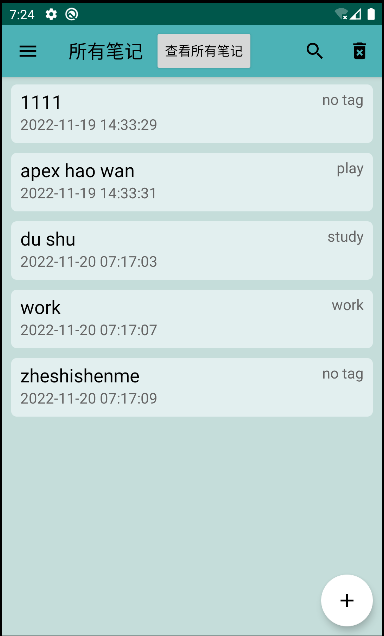 7:24
所有笔记 查看所有笔记
1111 no tag
2022-11-19 14:33:29
apex hao wan play
2022-11-19 14:33:31
du shu study
2022-11-20 07:17:03
work work
2022-11-20 07:17:07
zheshishenme no tag
2022-11-20 07:17:09